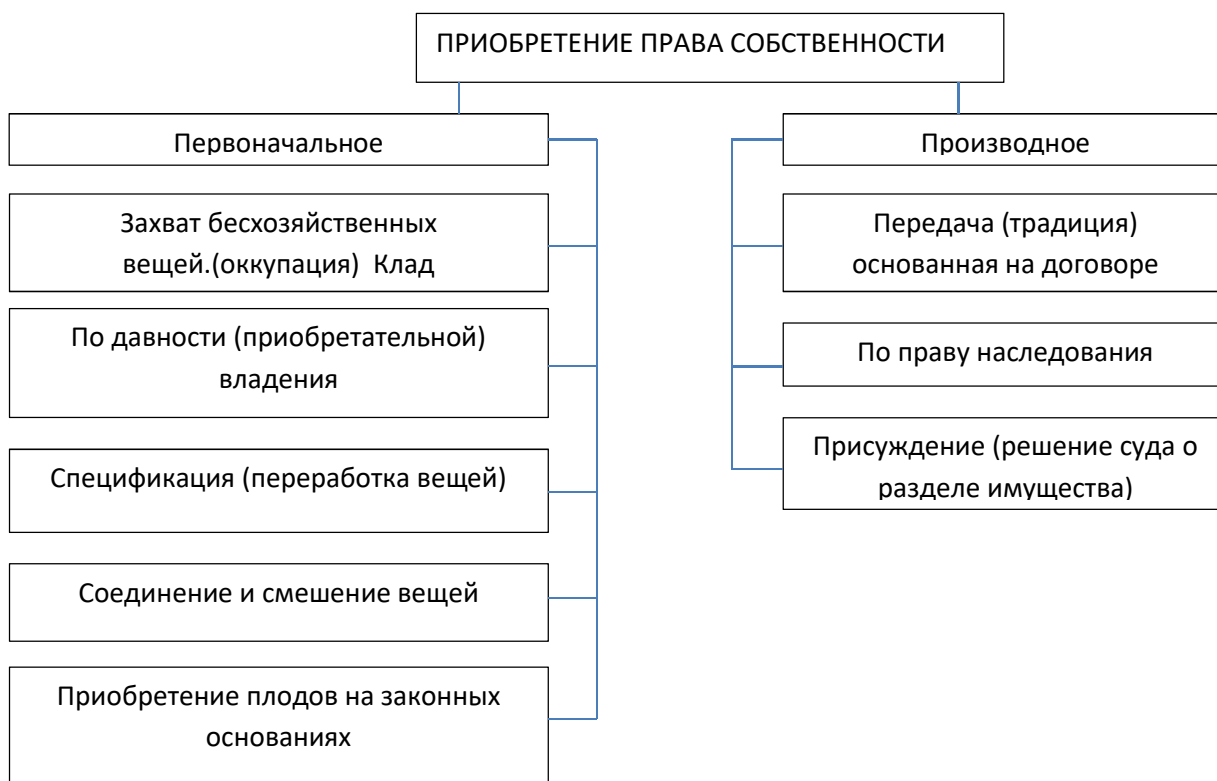 ПРИОБРЕТЕНИЕ ПРАВА СОБСТВЕННОСТИ
Первоначальное
Захват бесхозяйственных
вещей.(оккупация) Клад
По давности (приобретательной)
владения
Спецификация (переработка вещей)
Соединение и смешение вещей
Приобретение плодов на законных
основаниях
Производное
Передача (традиция)
основанная на договоре
По праву наследования
Присуждение (решение суда о
разделе имущества)